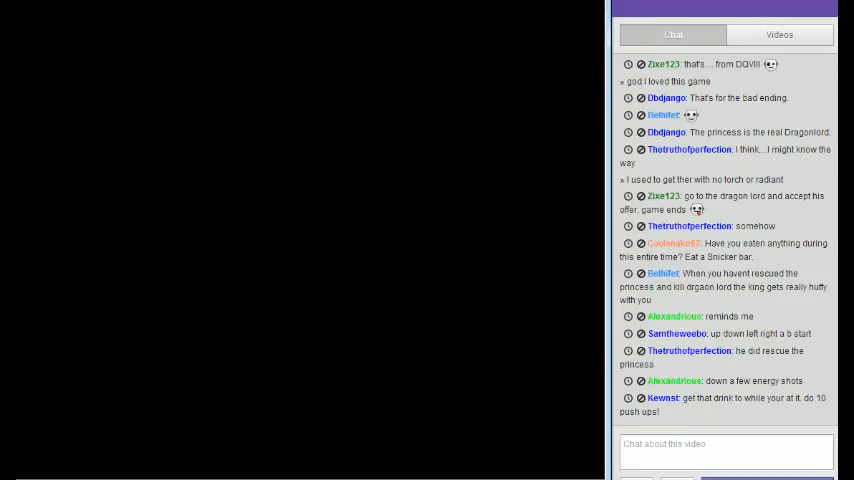 Chat
Videos
Zixe123: that's.... from DQVIII
» god I loved this game
Dbdjango: That's for the bad ending.
Belhifet:
Dbdjango: The princess is the real Dragonlord.
Thetruthofperfection: I think....I might know the
way.
» I used to get ther with no torch or radiant
Zixe123: go to the dragon lord and accept his
offer, game ends
Thetruthofperfection: somehow
Coolsnake67: Have you eaten anything during
this entire time? Eat a Snicker bar.
Belhifet: When you havent rescued the
princess and kill drgaon lord the king gets really huffy
with you
Alexandrious: reminds me
Samtheweebo: up down left right a b start
Thetruthofperfection: he did rescue the
princess
Alexandrious: down a few energy shots
Kewnst: get that drink to while your at it. do 10
push ups!
Chat about this video